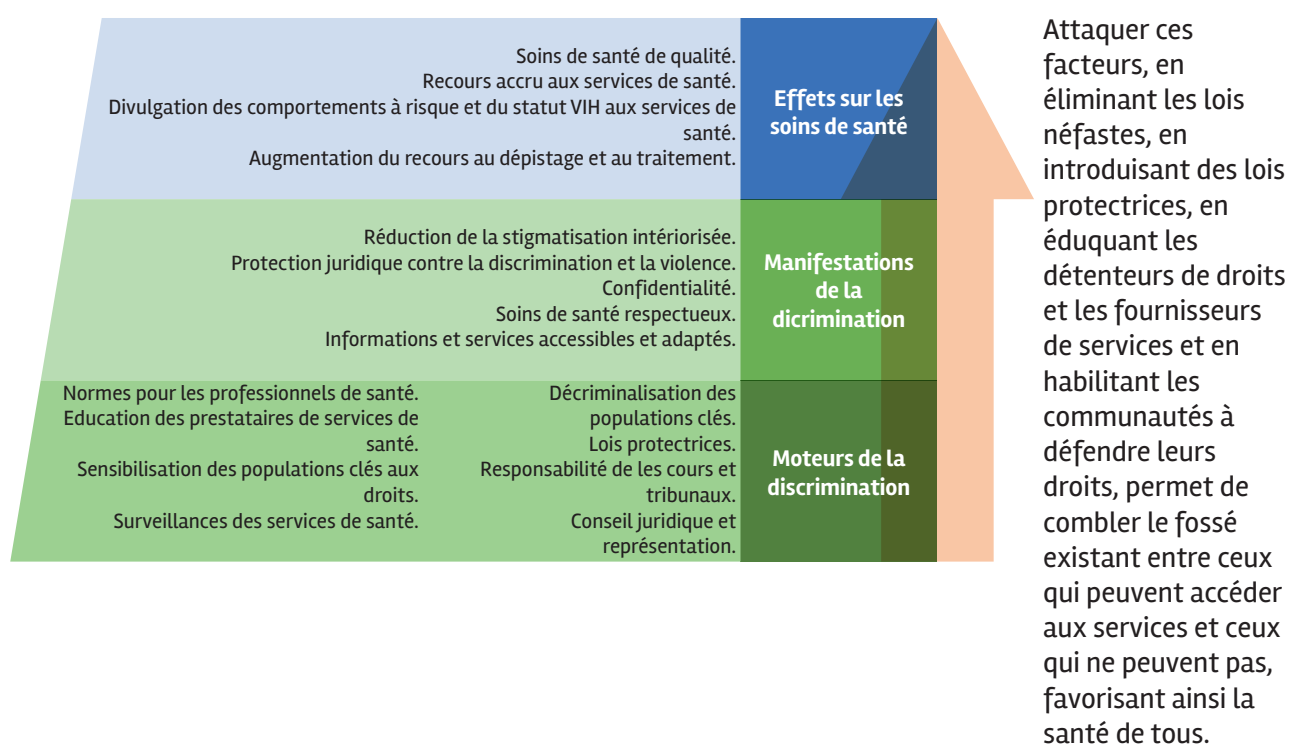 Soins de santé de qualité.
Recours accru aux services de santé.
Divulgation des comportements à risque et du statut VIH aux services de
santé.
Augmentation du recours au dépistage et au traitement.
Effets sur les
soins de santé
Réduction de la stigmatisation intériorisée.
Protection juridique contre la discrimination et la violence.
Confidentialité.
Soins de santé respectueux.
Informations et services accessibles et adaptés.
Manifestations
de la
dicrimination
Normes pour les professionnels de santé.
Education des prestataires de services de
santé.
Sensibilisation des populations clés aux
droits.
Surveillances des services de santé.
Décriminalisation des
populations clés.
Lois protectrices.
Responsabilité de les cours et
tribunaux.
Conseil juridique et
représentation.
Moteurs de la
discrimination
Attaquer ces
facteurs, en
éliminant les lois
néfastes, en
introduisant des lois
protectrices, en
éduquant les
détenteurs de droits
et les fournisseurs
de services et en
habilitant les
communautés à
défendre leurs
droits, permet de
combler le fossé
existant entre ceux
qui peuvent accéder
aux services et ceux
qui ne peuvent pas,
favorisant ainsi la
santé de tous.